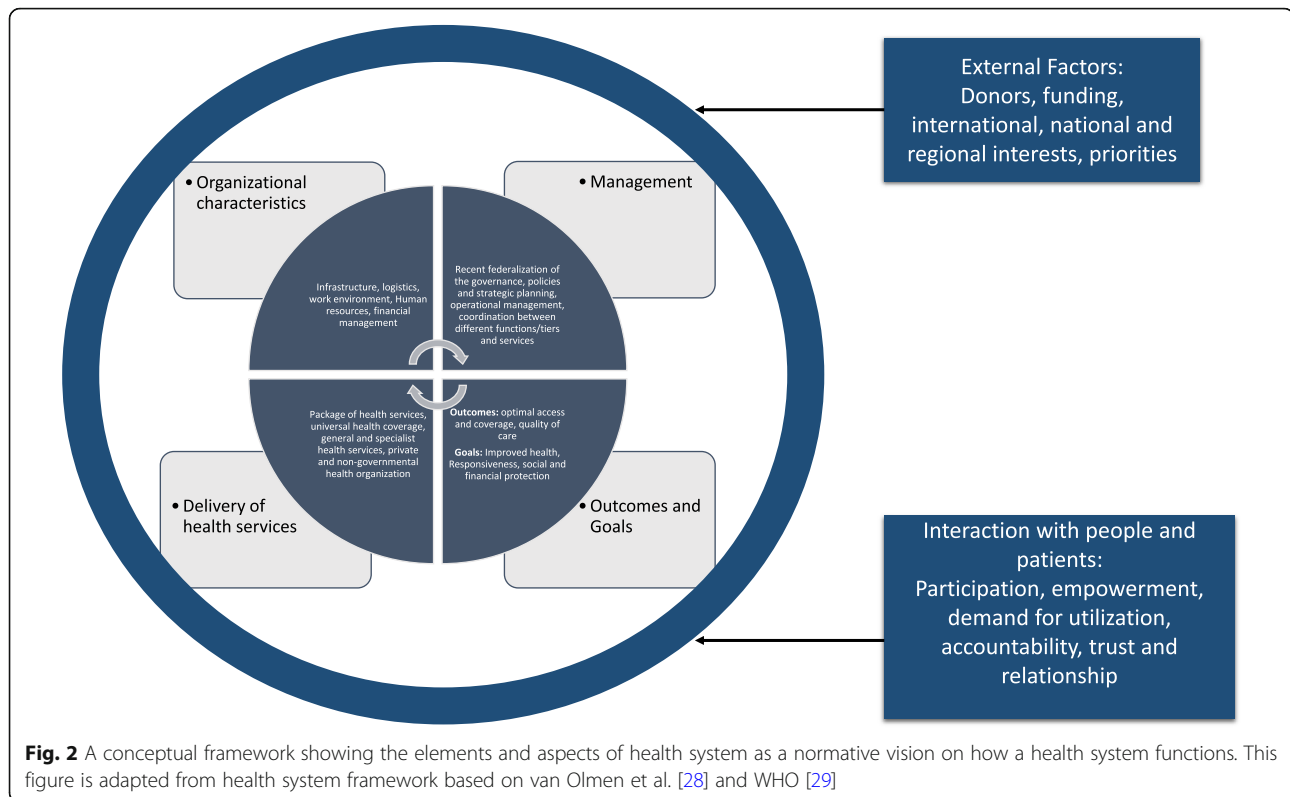 External Factors:
Donors, funding,
international, national and
regional interests, priorities
• Organizational
characteristics
• Management
Infrastructure, logistics,
work environment, Human
resources, financial
management
Recent federalization of
the governance, policies
and strategic planning,
operational management,
coordination between
different functions/tiers
and services
Package of health services,
universal health coverage,
general and specialist
health services, private
and non-governmental
health organization
Outcomes: optimal access
and coverage, quality of
care
Goals: Improved health,
Responsiveness, social and
financial protection
• Delivery of
health services
• Outcomes and
Goals
Interaction with people and
patients:
Participation, empowerment,
demand for utilization,
accountability, trust and
relationship
Fig. 2 A conceptual framework showing the elements and aspects of health system as a normative vision on how a health system functions. This
figure is adapted from health system framework based on van Olmen et al. [28] and WHO [29]